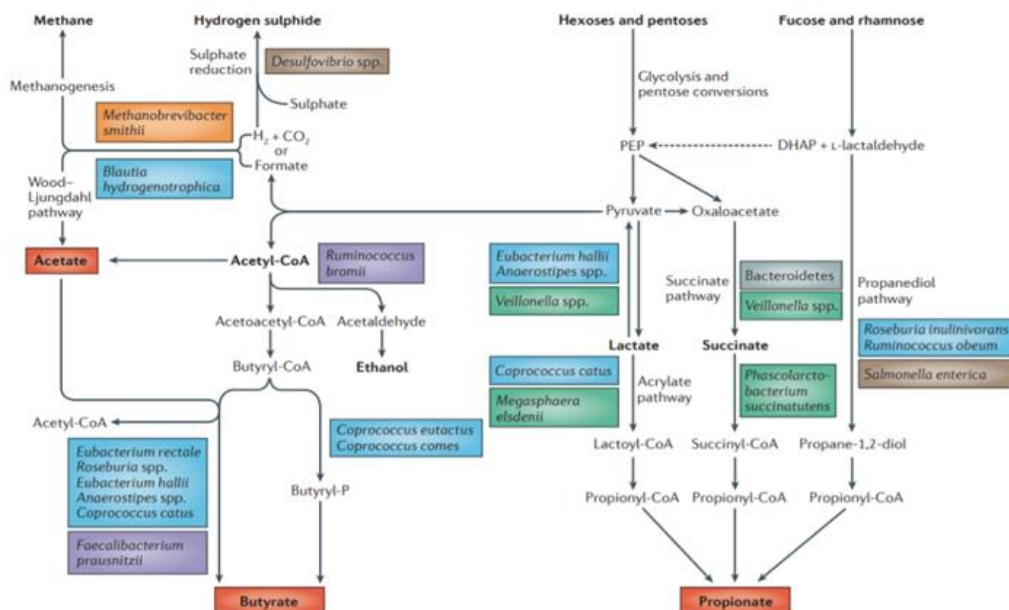 Methane
Hydrogen sulphide
Hexoses and pentoses
Fucose and rhamnose
Sulphate
reduction
Desulfovibrio spp.
Methanogenesis
Sulphate
Glycolysis and
pentose conversions
Methanobrevibacter
smithii
H₂ + CO₂
or
Formate
PEP
DHAP + L-lactaldehyde
Blautia
hydrogenotrophica
Wood–
Ljungdahl
pathway
Pyruvate
Oxaloacetate
Acetate
Acetyl-CoA
Ruminococcus
bromii
Eubacterium hallii
Anaerostipes spp.
Veillonella spp.
Succinate
pathway
Bacteroidetes
Veillonella spp.
Propanediol
pathway
Acetoacetyl-CoA
Acetaldehyde
Roseburia inulinivorans
Ruminococcus obeum
Salmonella enterica
Butyryl-CoA
Ethanol
Lactate
Succinate
Coprococcus catus
Megasphaera
elsdenii
Acrylate
pathway
Phascolarcto-
bacterium
succinatutens
Acetyl-CoA
Coprococcus eutactus
Coprococcus comes
Lactoyl-CoA
Succinyl-CoA
Propane-1,2-diol
Eubacterium rectale
Roseburia spp.
Eubacterium hallii
Anaerostipes spp.
Coprococcus catus
Butyryl-P
Propionyl-CoA
Propionyl-CoA
Propionyl-CoA
Faecalibacterium
prausnitzii
Butyrate
Propionate